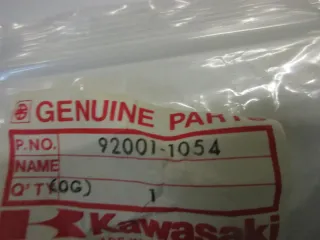 GENUINE PARTS
P.NO. 92001-1054
NAME
Q'TY (OG) 1
Kawasaki